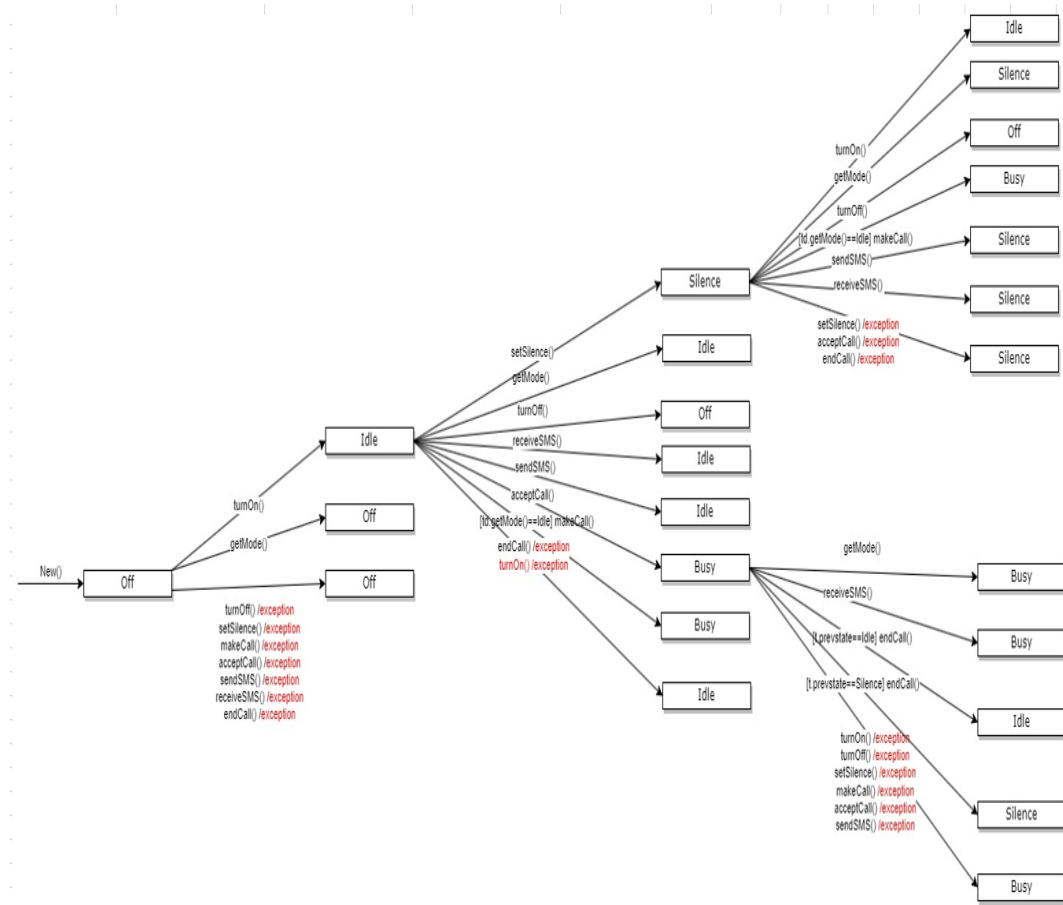 Idle
Silence
Off
turnOn()
getMode()
Busy
turnOff()
[td.getMode()==Idle] makeCall()
Silence
sendSMS()
Silence
receiveSMS()
Silence
setSilence() /exception
acceptCall() /exception
endCall() /exception
Silence
setSilence()
Idle
getMode()
turnOff()
Off
Idle
receiveSMS()
Idle
sendSMS()
acceptCall()
Idle
turnOn()
[td.getMode()==Idle] makeCall()
Off
getMode()
endCall() /exception
turnOn() /exception
Busy
getMode()
Busy
New()
Off
Off
receiveSMS()
turnOff() /exception
setSilence() /exception
makeCall() /exception
acceptCall() /exception
sendSMS() /exception
receiveSMS() /exception
endCall() /exception
Busy
[t.prevstate==Idle] endCall()
Busy
[t.prevstate==Silence] endCall()
Idle
Idle
turnOn() /exception
turnOff() /exception
setSilence() /exception
makeCall() /exception
acceptCall() /exception
sendSMS() /exception
Silence
Busy